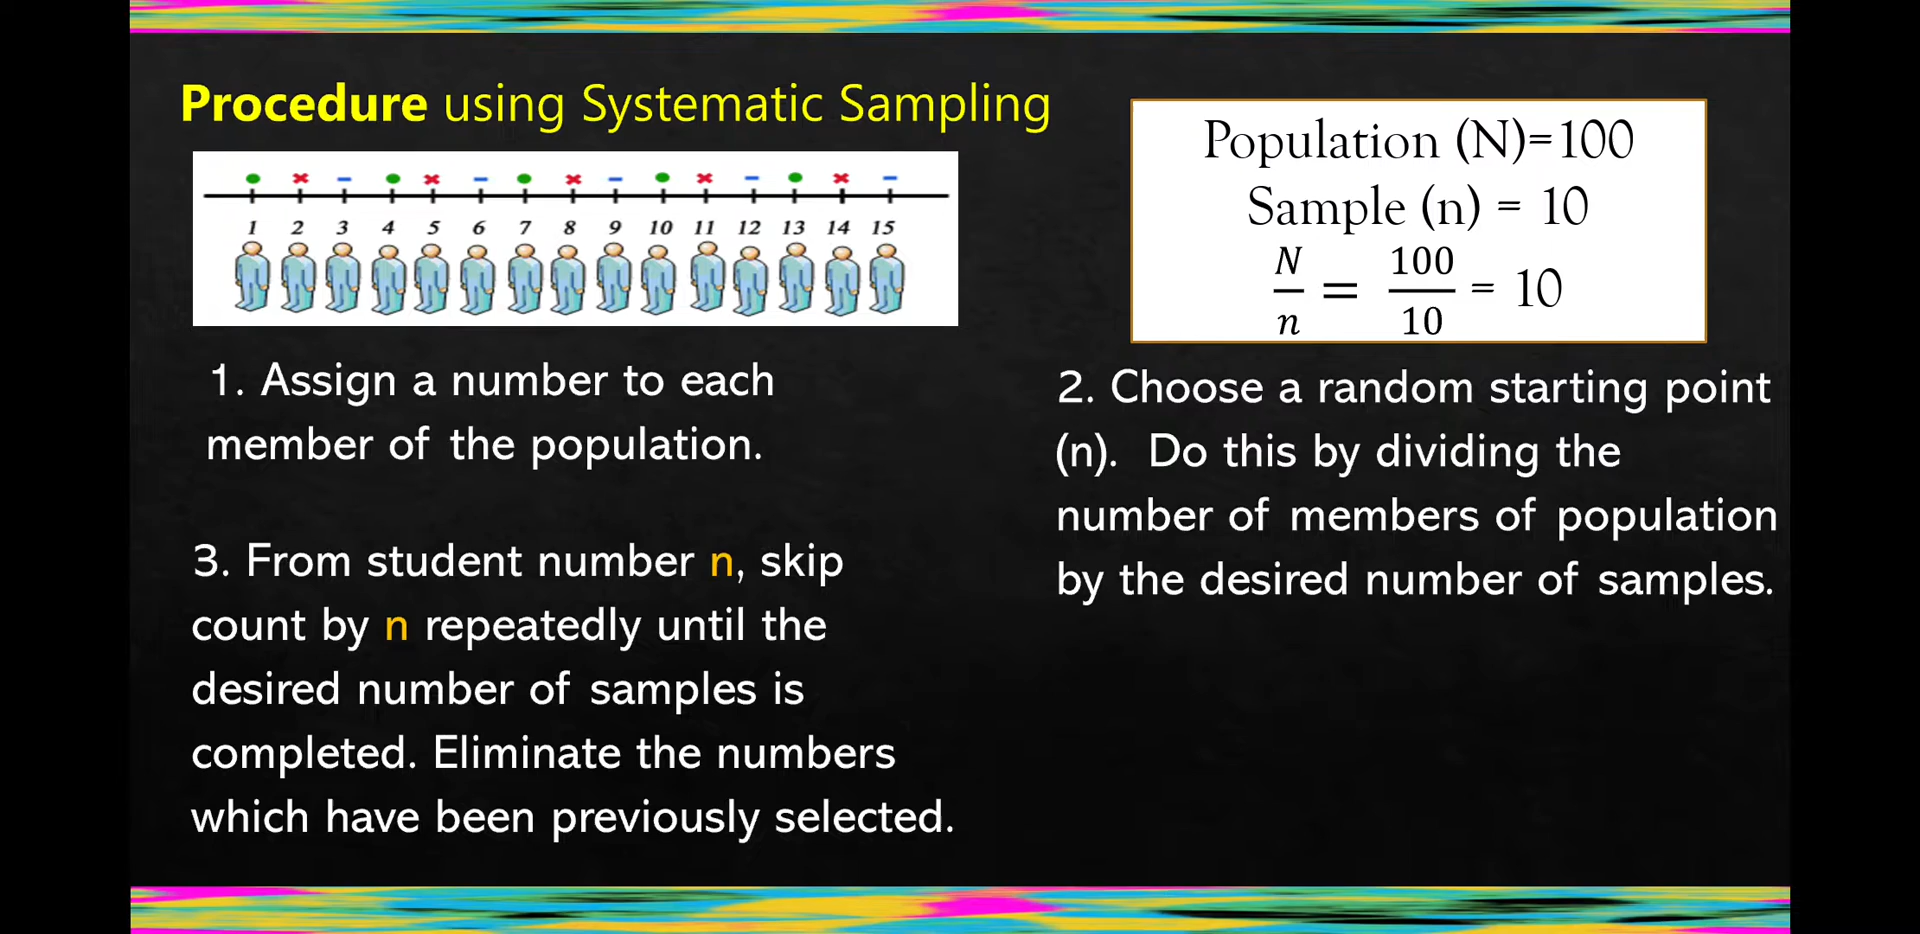 Procedure using Systematic Sampling
1 2 3 4 5 6 7 8 9 10 11 12 13 14 15
1. Assign a number to each
member of the population.
3. From student number n, skip
count by n repeatedly until the
desired number of samples is
completed. Eliminate the numbers
which have been previously selected.
Population (N)=100
Sample (n) = 10
N/n = 100/10 = 10
2. Choose a random starting point
(n). Do this by dividing the
number of members of population
by the desired number of samples.